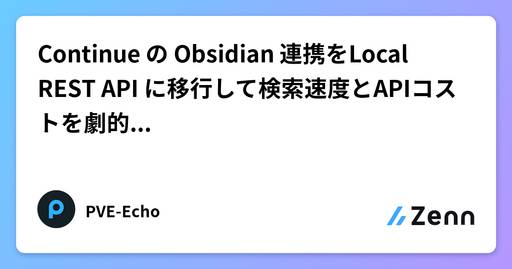 Continue の Obsidian 連携をLocal
REST API に移行して検索速度とAPIコス
トを劇的...
PVE-Echo
Zenn